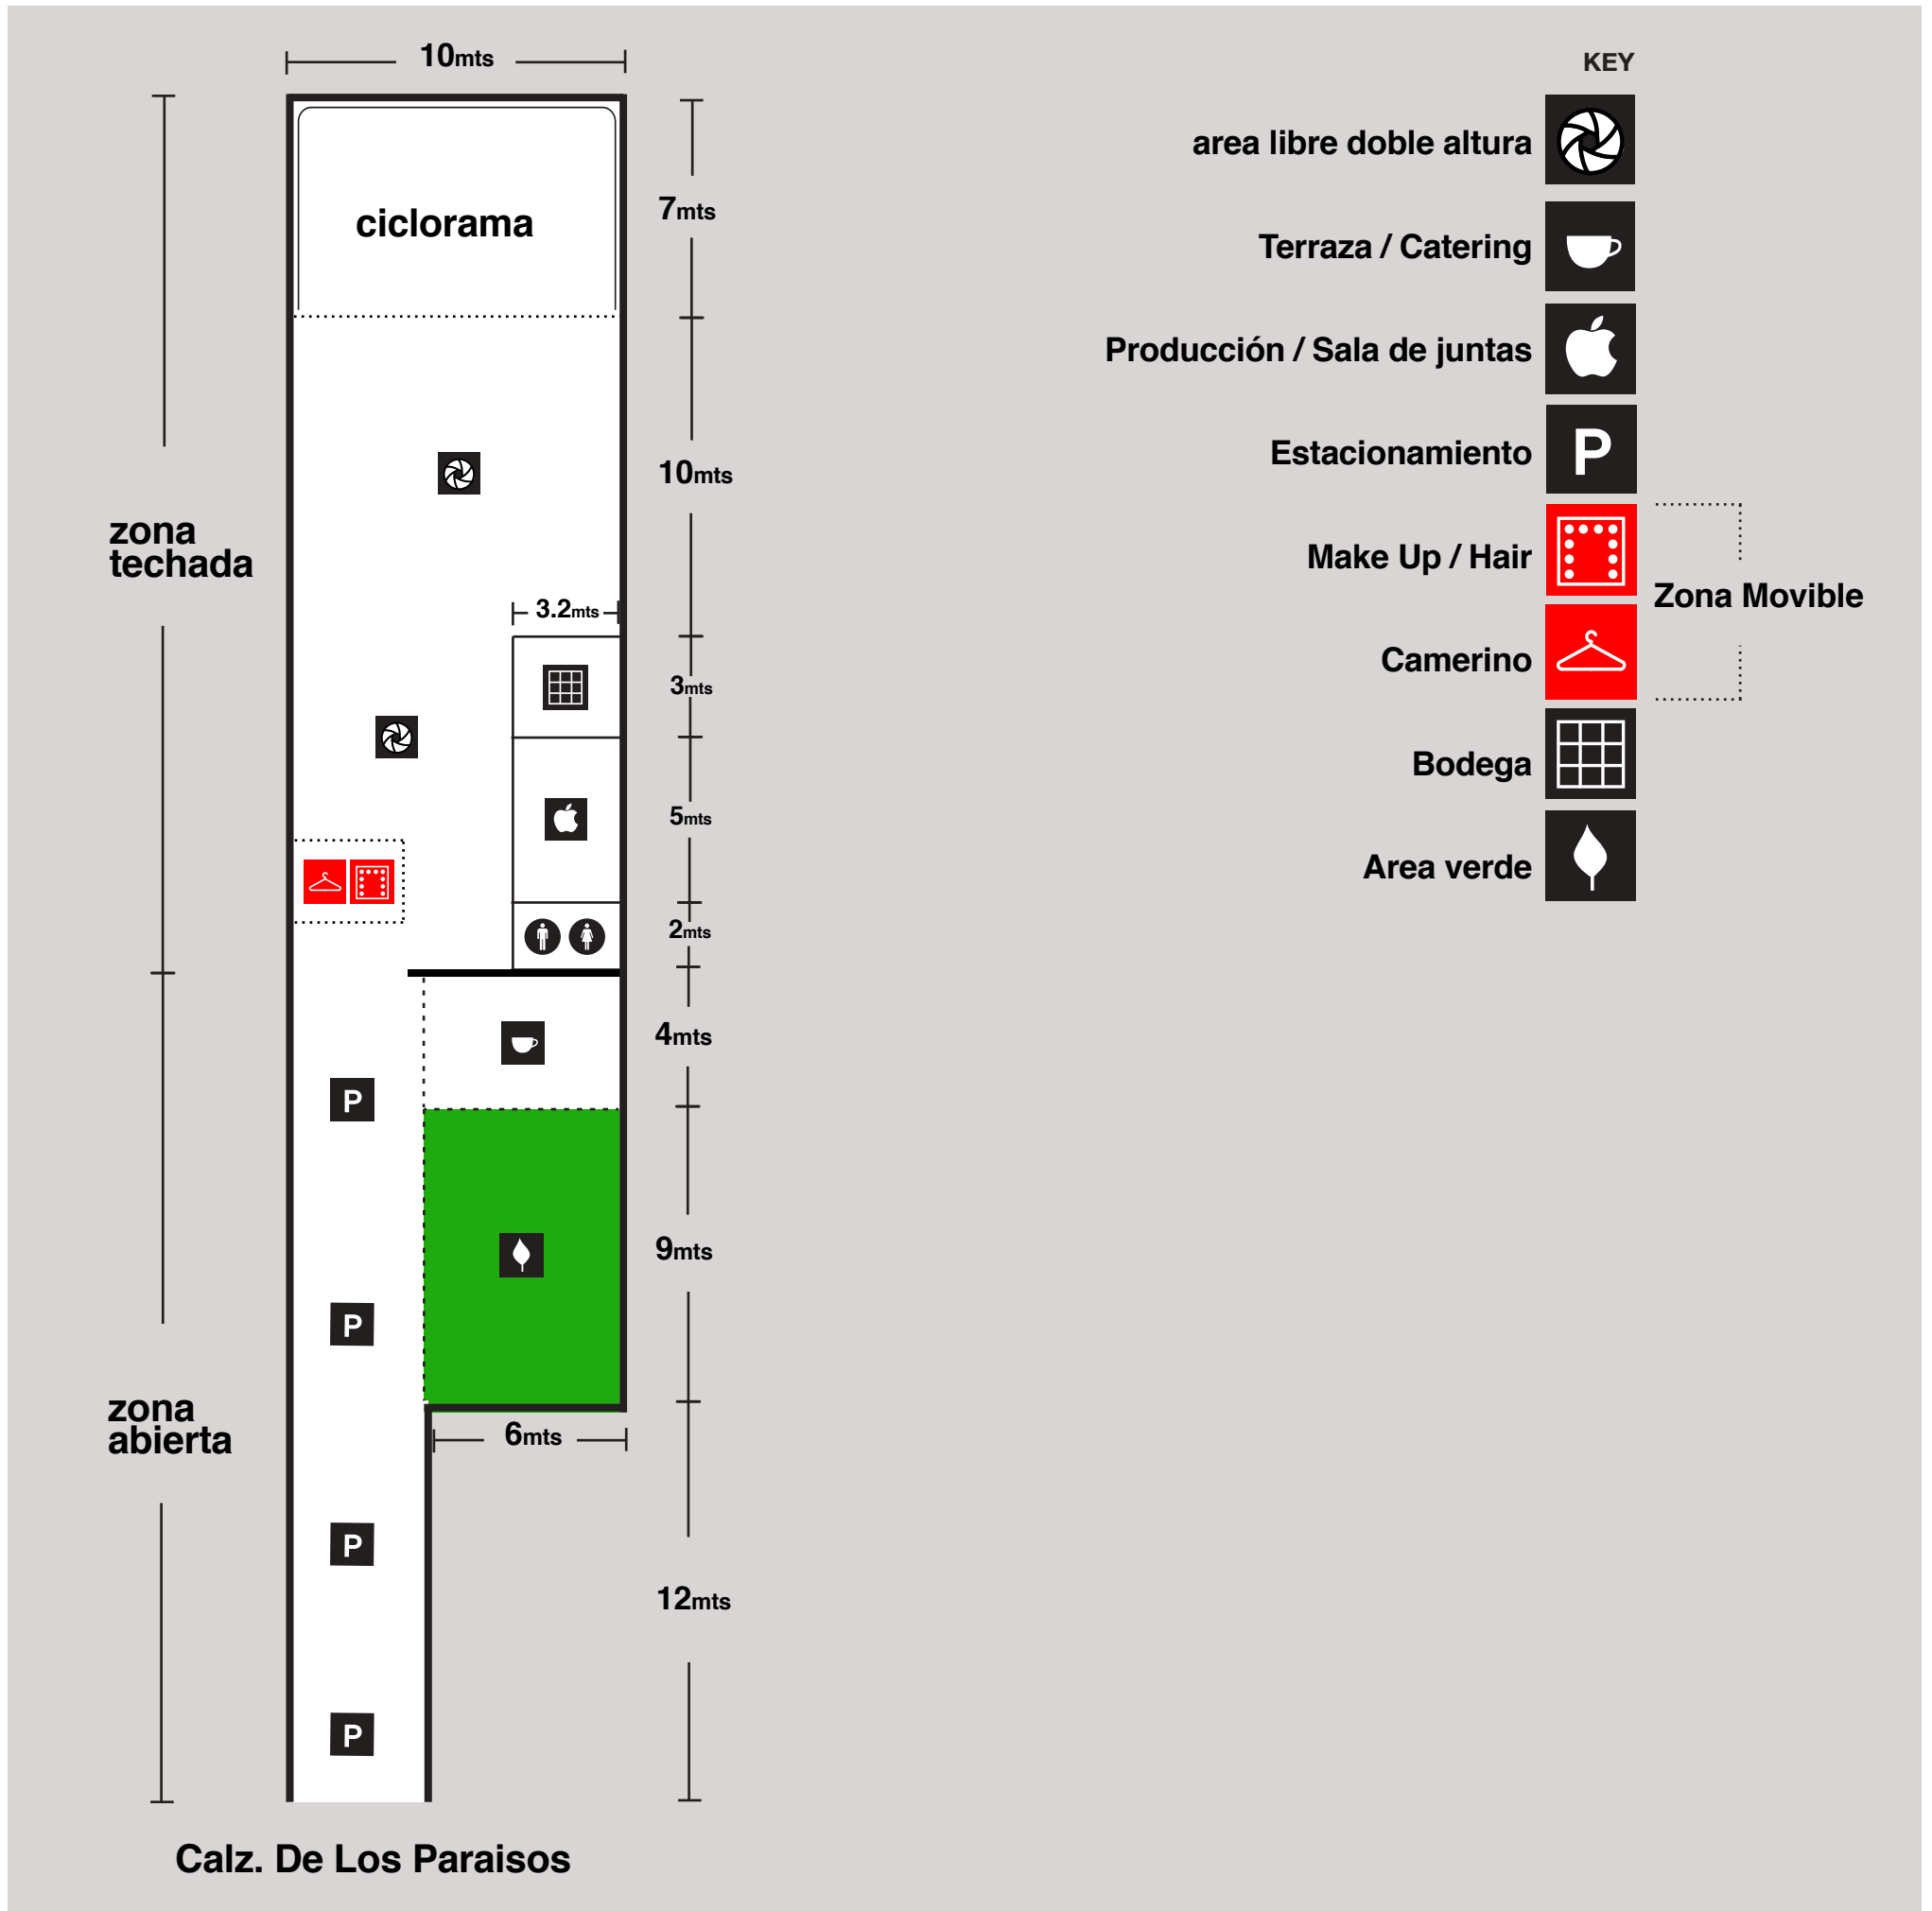 10mts
ciclorama
7mts
10mts
zona
techada
3.2mts
3mts
5mts
2mts
4mts
P
9mts
P
zona
abierta
6mts
P
12mts
P
Calz. De Los Paraisos
KEY
area libre doble altura
Terraza / Catering
Producción / Sala de juntas
Estacionamiento P
Make Up / Hair
Zona Movible
Camerino
Bodega
Area verde